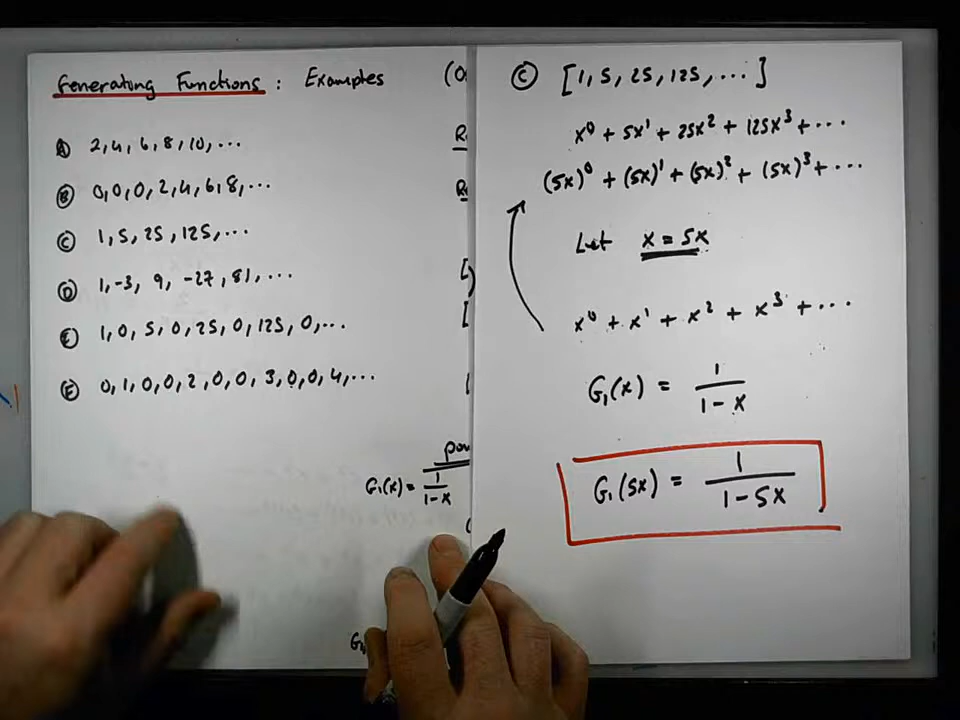 Generating Functions : Examples
Ⓐ 2, 4, 6, 8, 10, ...
Ⓑ 0, 0, 0, 2, 4, 6, 8, ...
Ⓒ 1, 5, 25, 125, ...
Ⓓ 1, -3, 9, -27, 81, ...
Ⓔ 1, 0, 5, 0, 25, 0, 125, 0, ...
Ⓕ 0, 1, 0, 0, 2, 0, 0, 3, 0, 0, 4, ...
G₁(x) = 1/(1-x)
Ⓒ [1, 5, 25, 125, ...]
x⁰ + 5x¹ + 25x² + 125x³ + ...
(5x)⁰ + (5x)¹ + (5x)² + (5x)³ + ...
Let x = 5x
x⁰ + x¹ + x² + x³ + ...
G₁(x) = 1/(1-x)
G₁(5x) = 1/(1-5x)